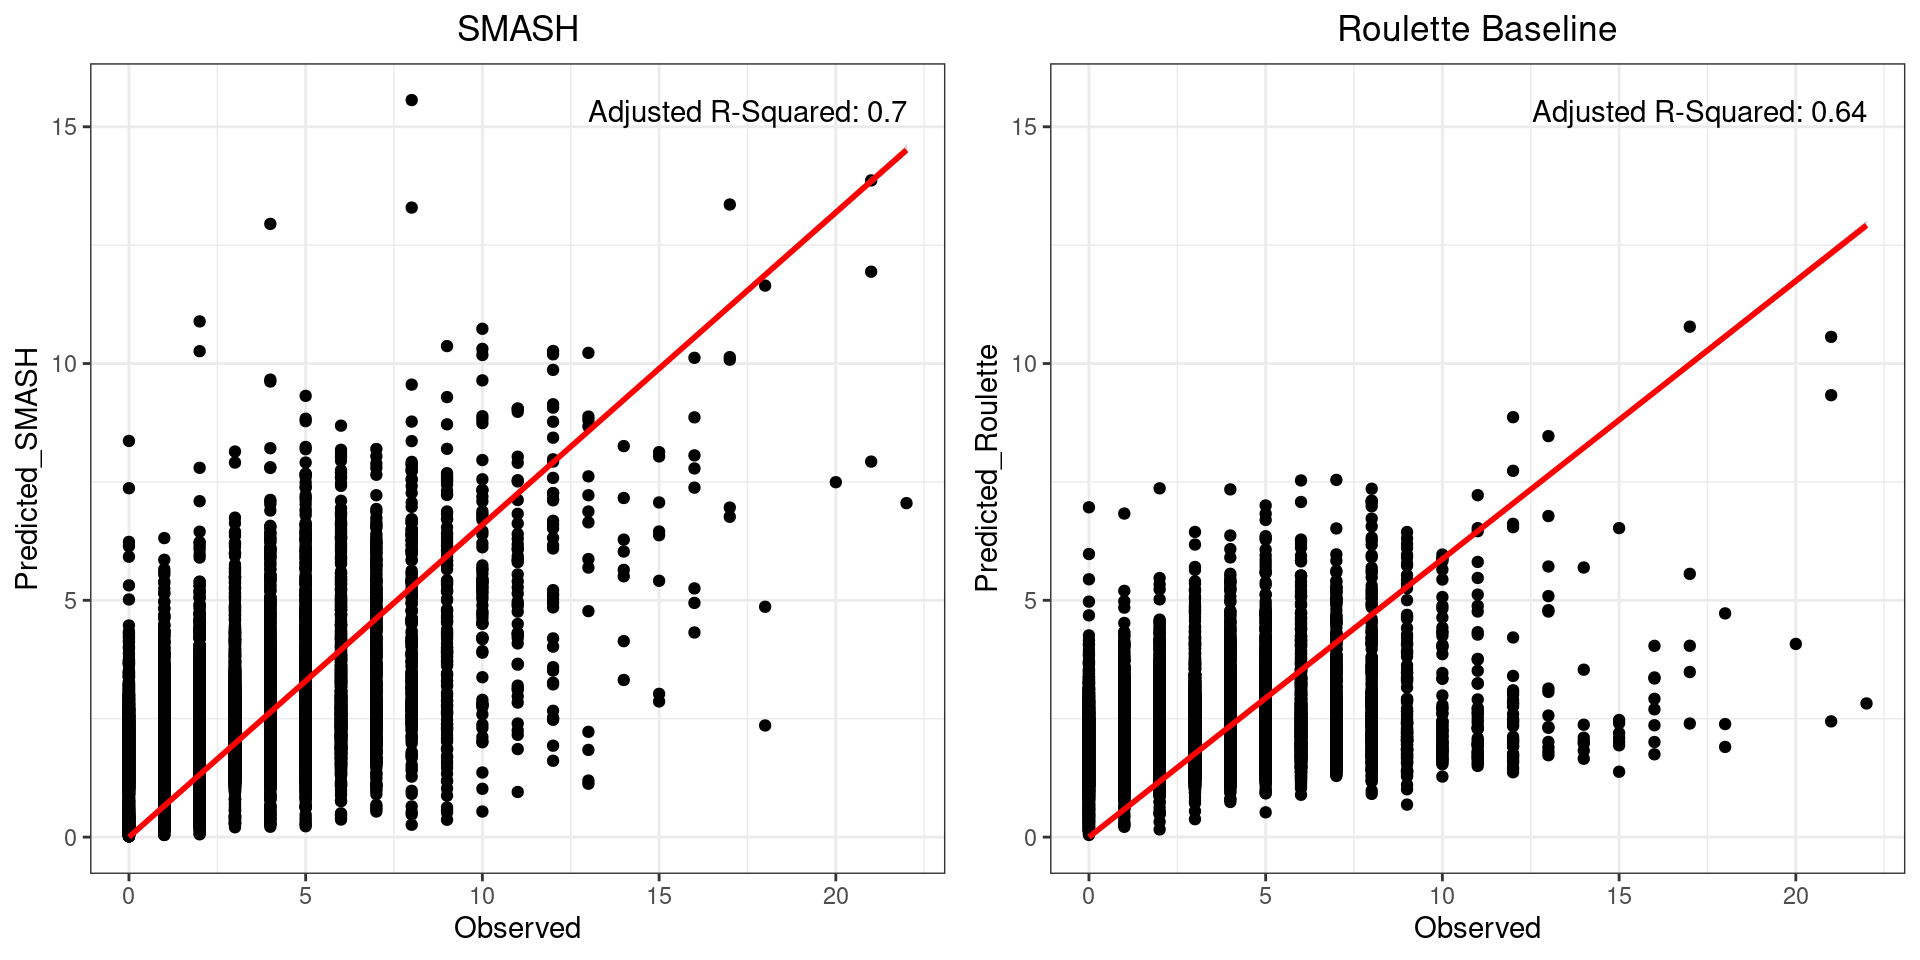 SMASH
Adjusted R-Squared: 0.7
Predicted_SMASH
15
10
5
0
0 5 10 15 20
Observed
Roulette Baseline
Adjusted R-Squared: 0.64
Predicted_Roulette
15
10
5
0
0 5 10 15 20
Observed